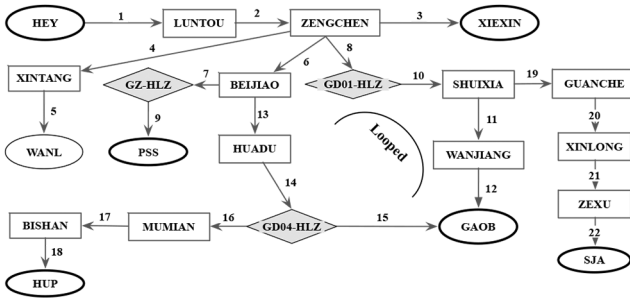 HEY 1 LUNTOU 2 ZENGCHEN 3 XIEXIN
4 6 8
XINTANG GZ-HLZ 7 BEIJIAO GD01-HLZ 10 SHUIXIA 19 GUANCHE
5 9 13 11 20
WANL PSS HUADU Looped WANJIANG XINLONG
14 12 21
BISHAN 17 MUMIAN 16 GD04-HLZ 15 GAOB ZEXU
18 22
HUP SJA